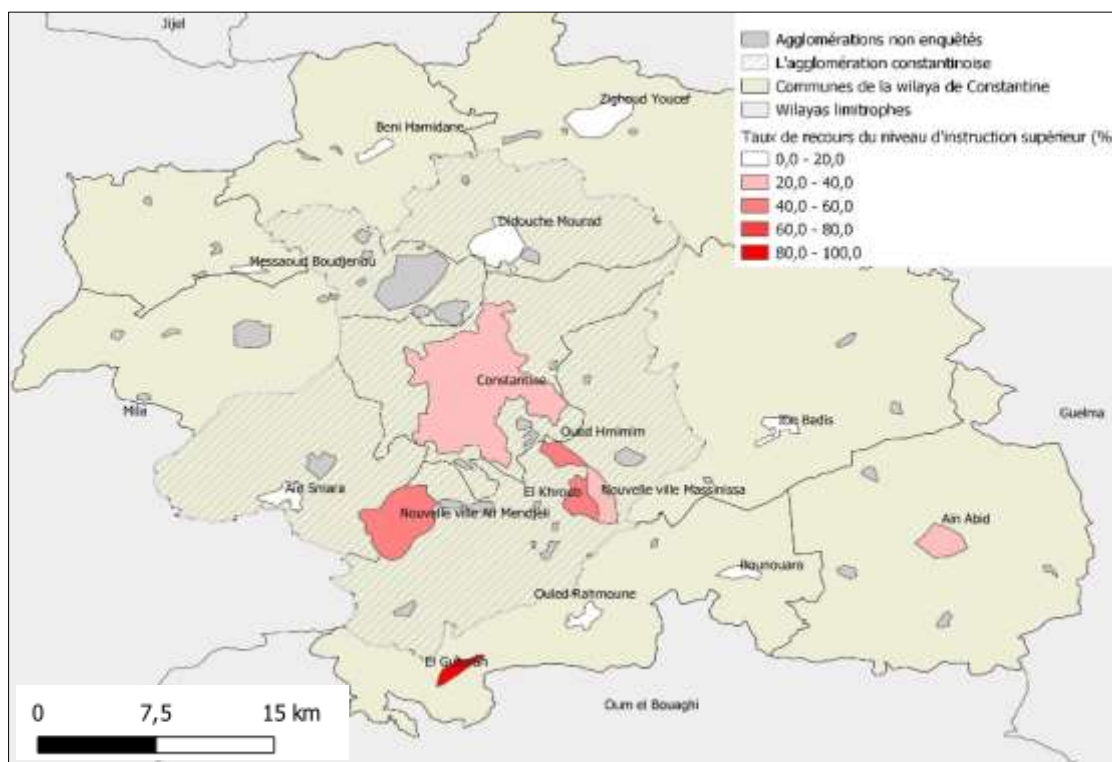 Jijel
Agglomérations non enquêtés
L'agglomération constantinoise
Communes de la wilaya de Constantine
Wilayas limitrophes
Taux de recours du niveau d'instruction supérieur (%
0,0 - 20,0
20,0 - 40,0
40,0 - 60,0
60,0 - 80,0
80,0 - 100,0
Zighoud Youcef
Beni Hamidane
Didouche Mourad
Messaoud Boudjeriou
Constantine
Mila
Guelma
Ibn Badis
Oued Hmimim
Ain Smara
El Khroub
Nouvelle ville Massinissa
Nouvelle ville Ali Mendjeli
Ain Abid
Bounouara
Ouled Rahmoune
El
Oum el Bouaghi
0 7,5 15 km